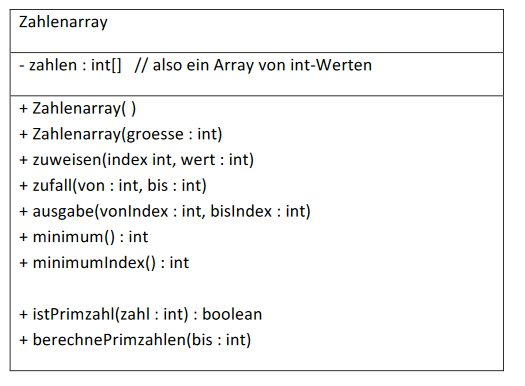 Zahlenarray
- zahlen : int[] // also ein Array von int-Werten
+ Zahlenarray( )
+ Zahlenarray(groesse : int)
+ zuweisen(index int, wert : int)
+ zufall(von : int, bis : int)
+ ausgabe(vonIndex : int, bisIndex : int)
+ minimum() : int
+ minimumIndex() : int
+ istPrimzahl(zahl : int) : boolean
+ berechnePrimzahlen(bis : int)